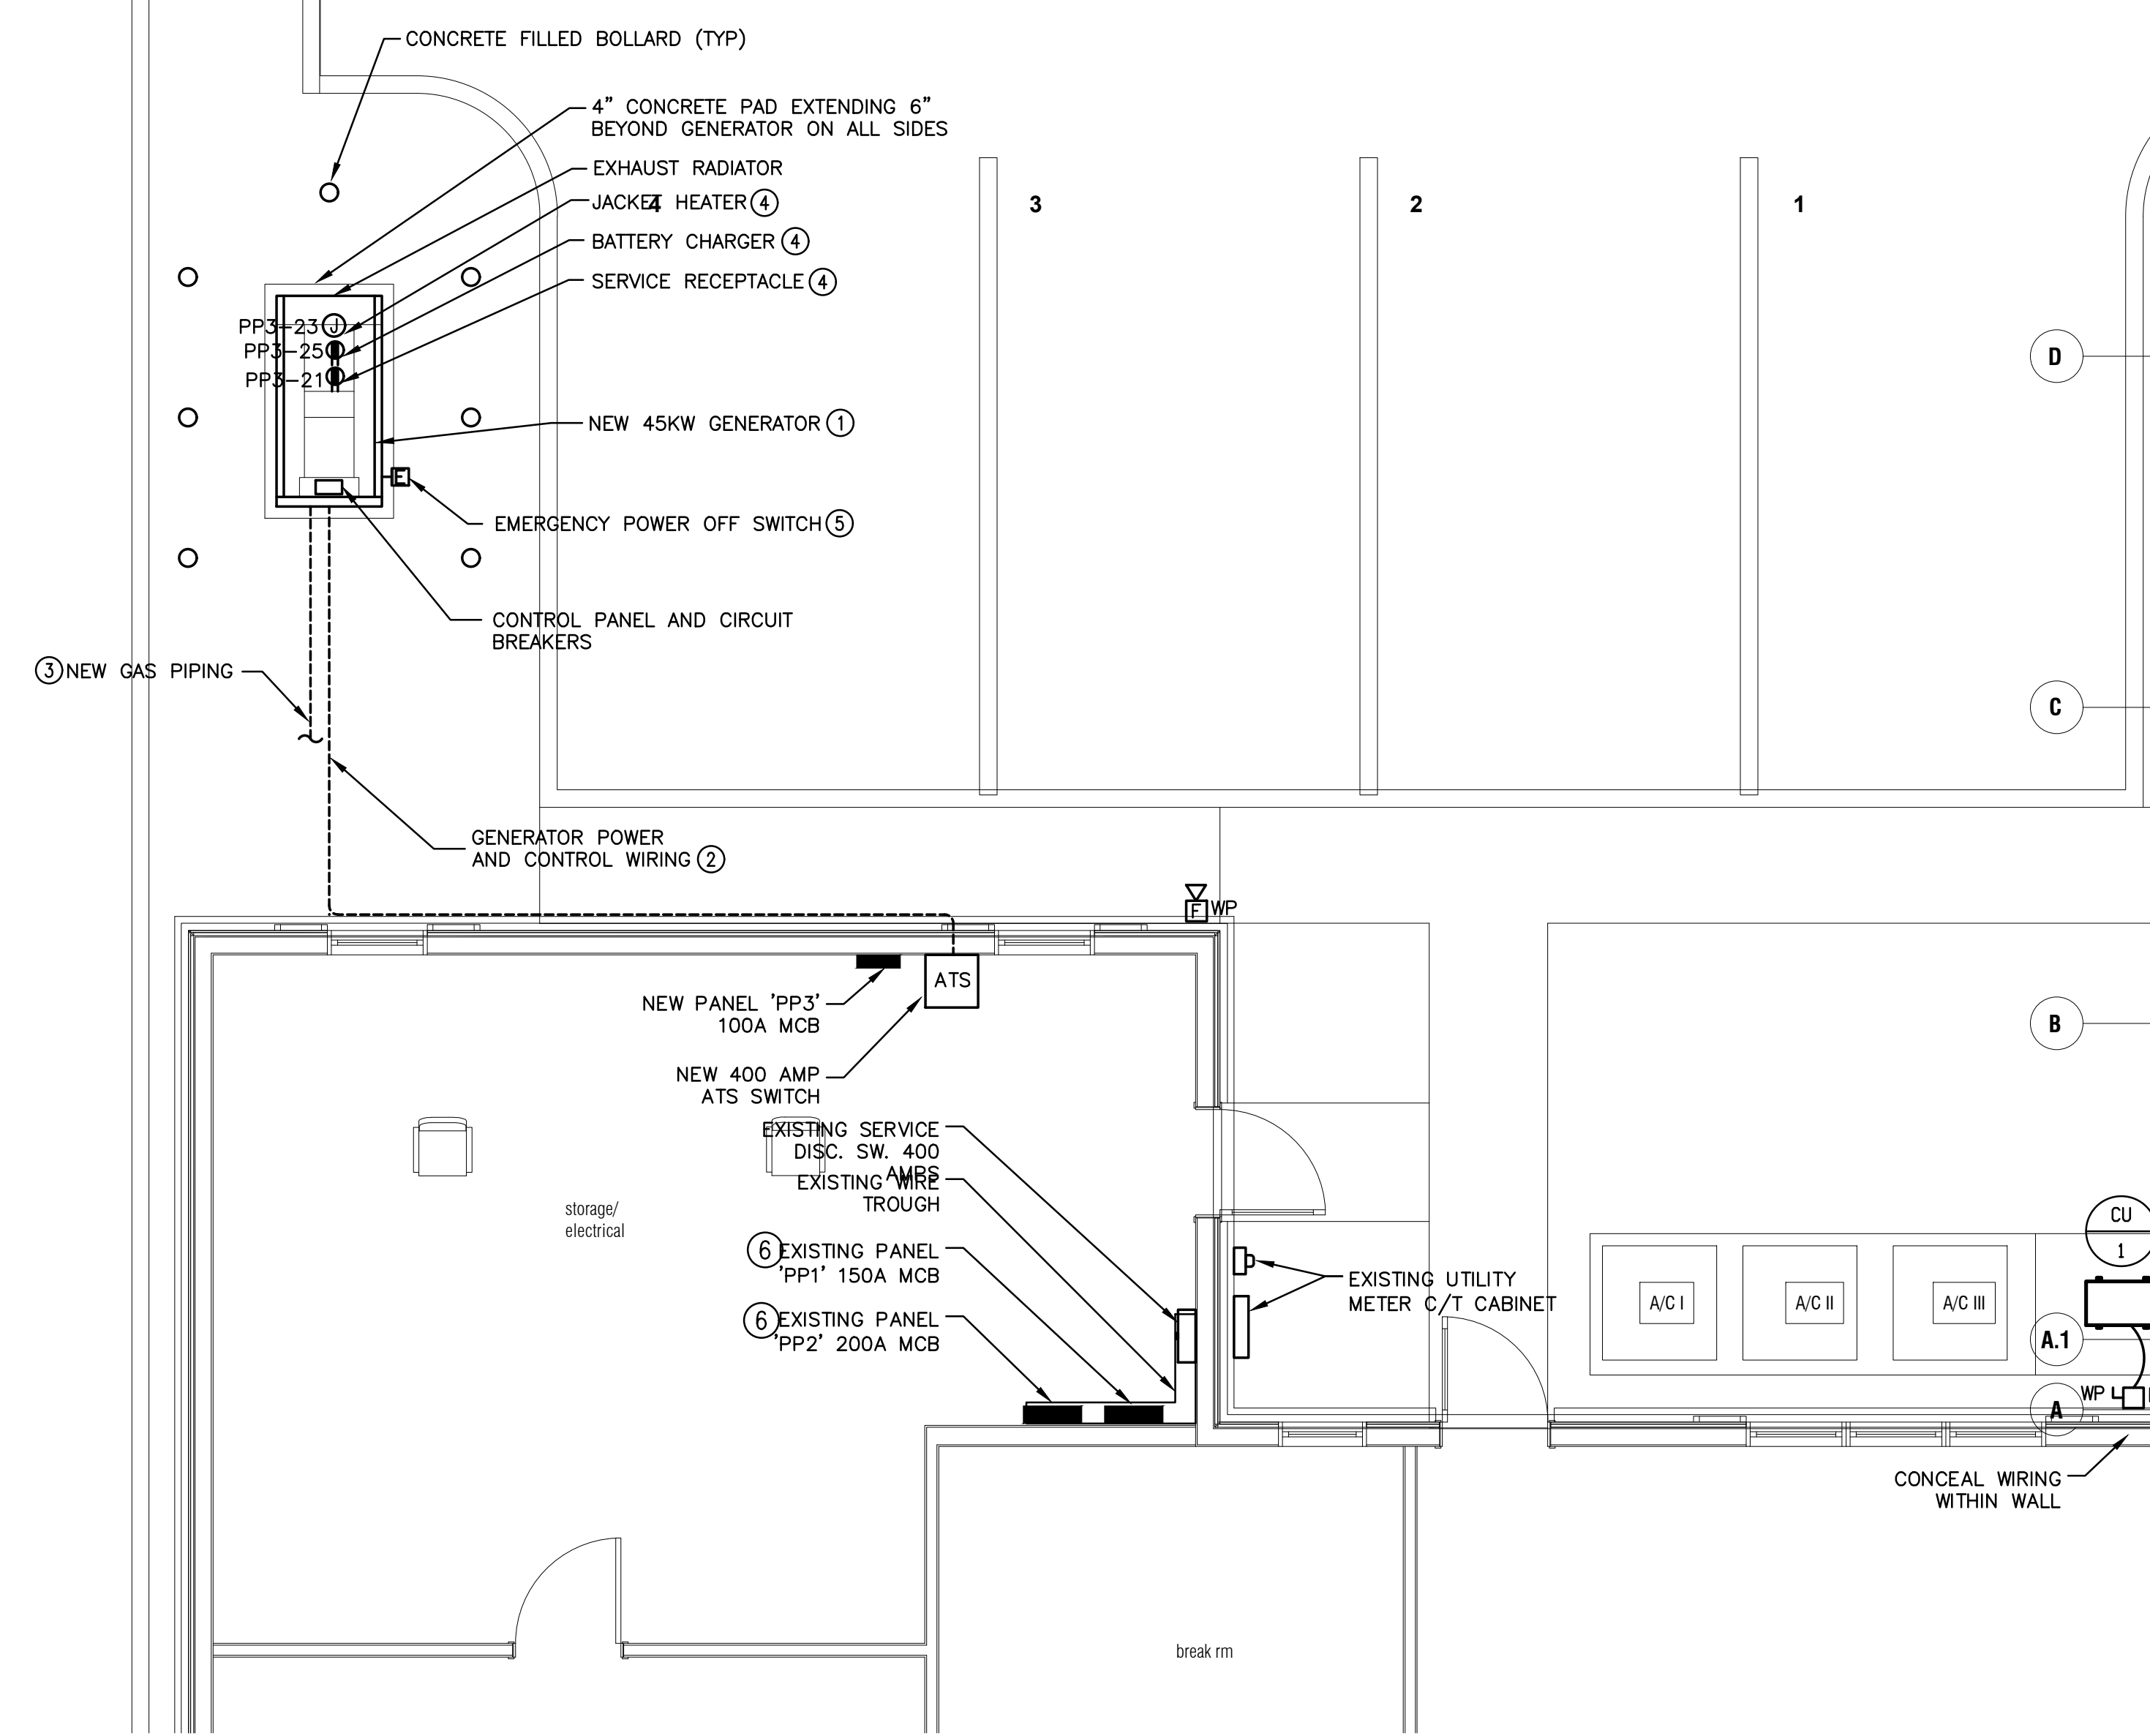 CONCRETE FILLED BOLLARD (TYP)
4” CONCRETE PAD EXTENDING 6”
BEYOND GENERATOR ON ALL SIDES
EXHAUST RADIATOR
JACKET HEATER 4
4
3
2
1
BATTERY CHARGER 4
SERVICE RECEPTACLE 4
PP3-23 J
PP3-25
PP3-21
D
NEW 45KW GENERATOR 1
E
EMERGENCY POWER OFF SWITCH 5
CONTROL PANEL AND CIRCUIT
BREAKERS
3 NEW GAS PIPING
C
GENERATOR POWER
AND CONTROL WIRING 2
F WP
ATS
NEW PANEL 'PP3'
100A MCB
B
NEW 400 AMP
ATS SWITCH
EXISTING SERVICE
DISC. SW. 400
AMPS
EXISTING WIRE
TROUGH
storage/
electrical
6 EXISTING PANEL
'PP1' 150A MCB
6 EXISTING PANEL
'PP2' 200A MCB
EXISTING UTILITY
METER C/T CABINET
CU
1
A/C I
A/C II
A/C III
A.1
WP
A
CONCEAL WIRING
WITHIN WALL
break rm